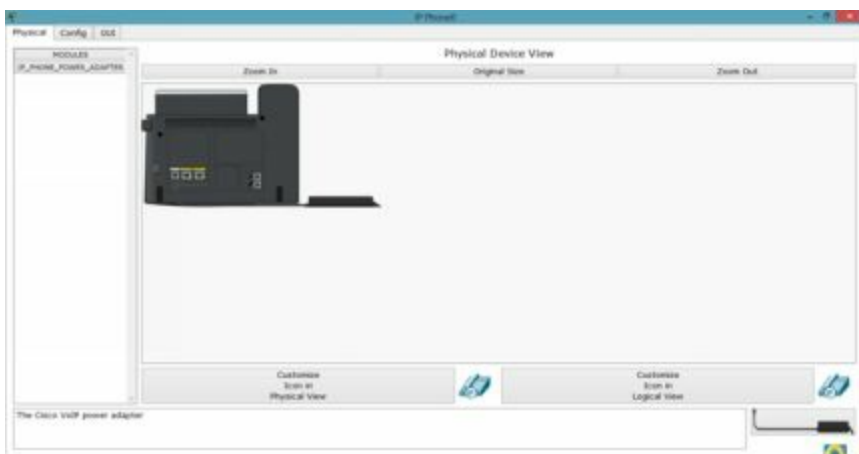 IP Phone0
Physical Config GUI
MODULES
IP_PHONE_POWER_ADAPTER
Physical Device View
Zoom In Original Size Zoom Out
Customize
Icon in
Physical View
Customize
Icon in
Logical View
The Cisco VoIP power adapter